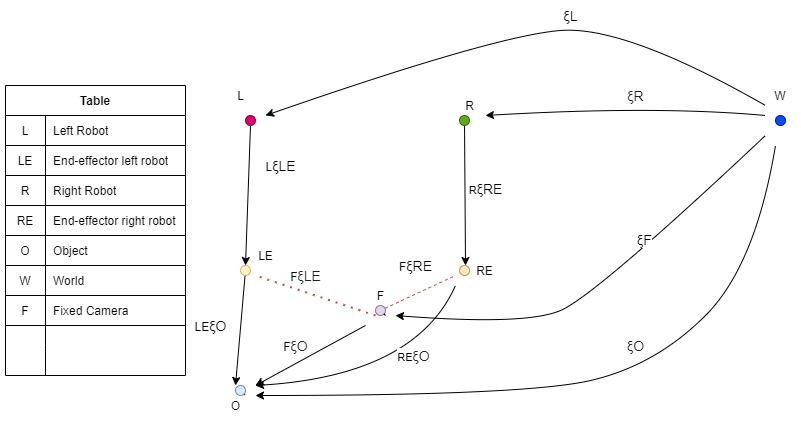 ξL
Table
L Left Robot
LE End-effector left robot
R Right Robot
RE End-effector right robot
O Object
W World
F Fixed Camera
L
R
ξR
W
LξLE
RξRE
LE
FξLE
FξRE
RE
ξF
F
LEξO
FξO
REξO
ξO
O